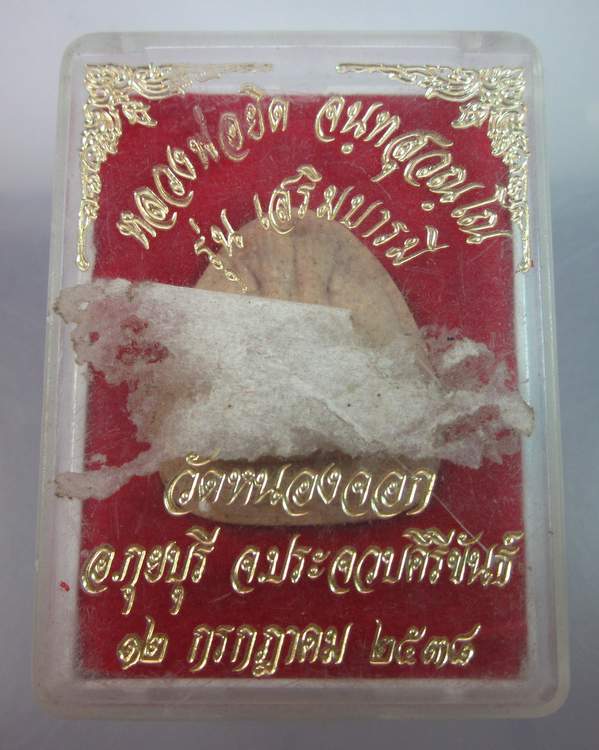 หลวงพ่อยิด จนฺทสุวณฺโณ
รุ่น เสริมบารมี
วัดหนองจอก
อ.กุยบุรี จ.ประจวบคิรีขันธ์
๑๒ กรกฎาคม ๒๕๓๘